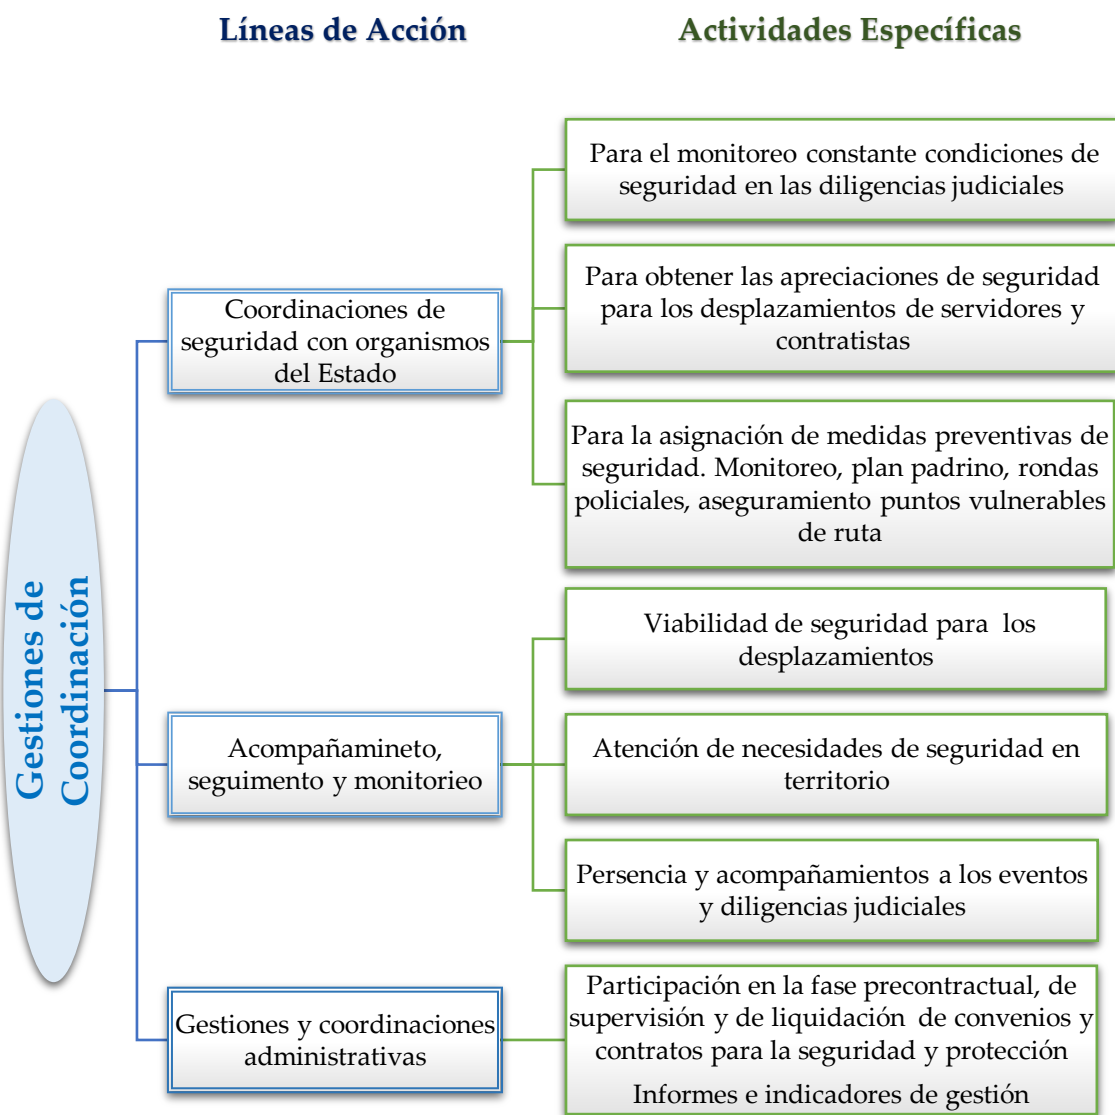 Líneas de Acción
Actividades Específicas
Gestiones de
Coordinación
Coordinaciones de
seguridad con organismos
del Estado
Para el monitoreo constante condiciones de
seguridad en las diligencias judiciales
Para obtener las apreciaciones de seguridad
para los desplazamientos de servidores y
contratistas
Para la asignación de medidas preventivas de
seguridad. Monitoreo, plan padrino, rondas
policiales, aseguramiento puntos vulnerables
de ruta
Acompañamineto,
seguimento y monitorieo
Viabilidad de seguridad para los
desplazamientos
Atención de necesidades de seguridad en
territorio
Persencia y acompañamientos a los eventos
y diligencias judiciales
Gestiones y coordinaciones
administrativas
Participación en la fase precontractual, de
supervisión y de liquidación de convenios y
contratos para la seguridad y protección
Informes e indicadores de gestión